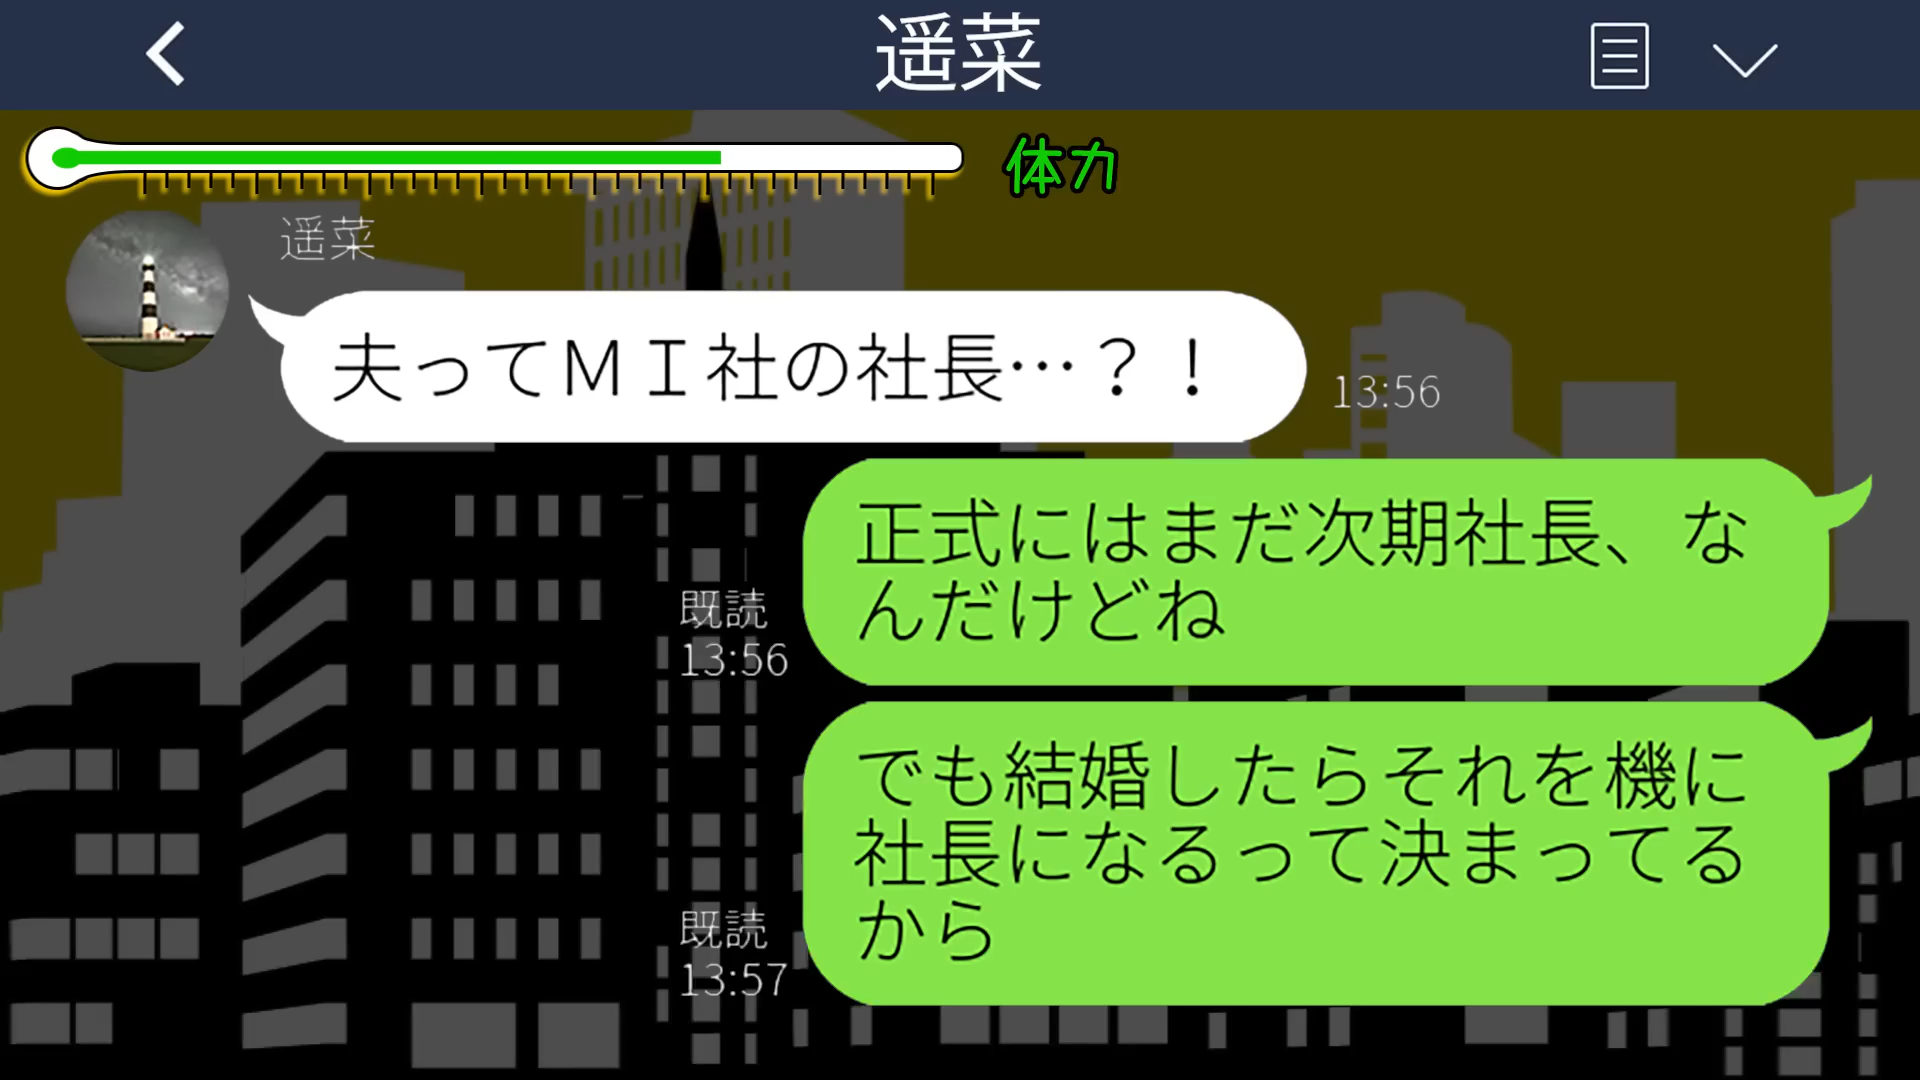 遥菜
体力
遥菜
夫ってＭＩ社の社長…？！
13:56
正式にはまだ次期社長、な
んだけどね
既読
13:56
でも結婚したらそれを機に
社長になるって決まってる
から
既読
13:57